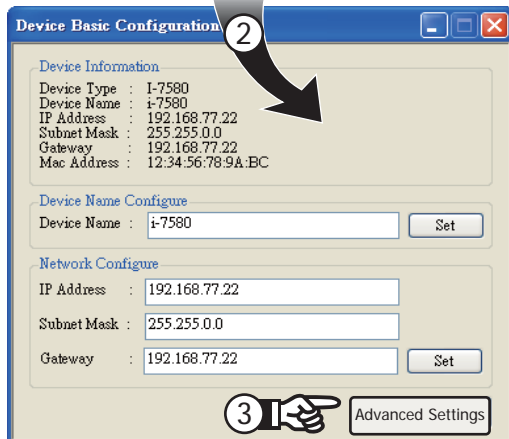 Device Basic Configuration
2
Device Information
Device Type : I-7580
Device Name : i-7580
IP Address : 192.168.77.22
Subnet Mask : 255.255.0.0
Gateway : 192.168.77.22
Mac Address : 12:34:56:78:9A:BC
Device Name Configure
Device Name : i-7580 Set
Network Configure
IP Address : 192.168.77.22
Subnet Mask : 255.255.0.0
Gateway : 192.168.77.22 Set
3 Advanced Settings